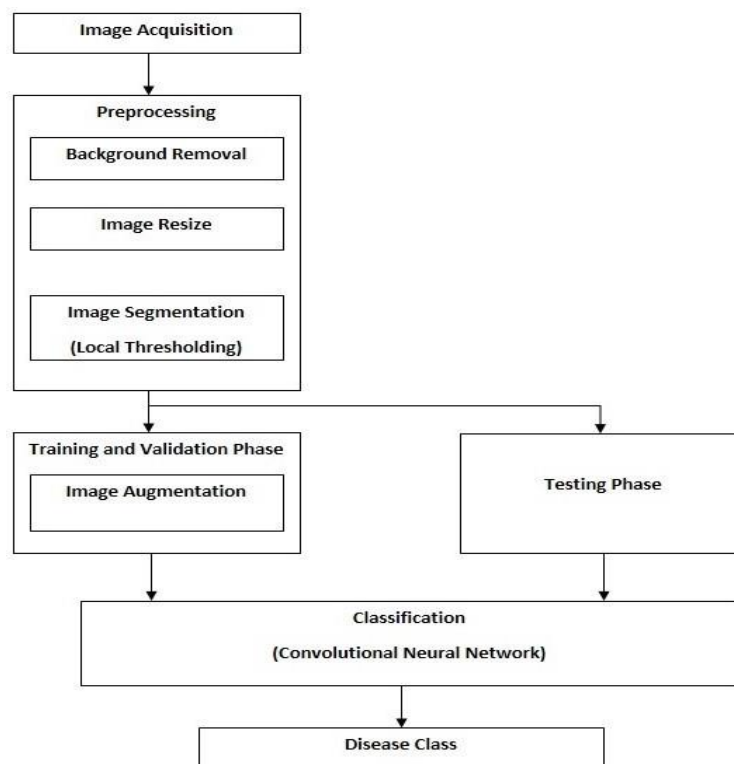 Image Acquisition
Preprocessing
Background Removal
Image Resize
Image Segmentation
(Local Thresholding)
Training and Validation Phase
Image Augmentation
Testing Phase
Classification
(Convolutional Neural Network)
Disease Class